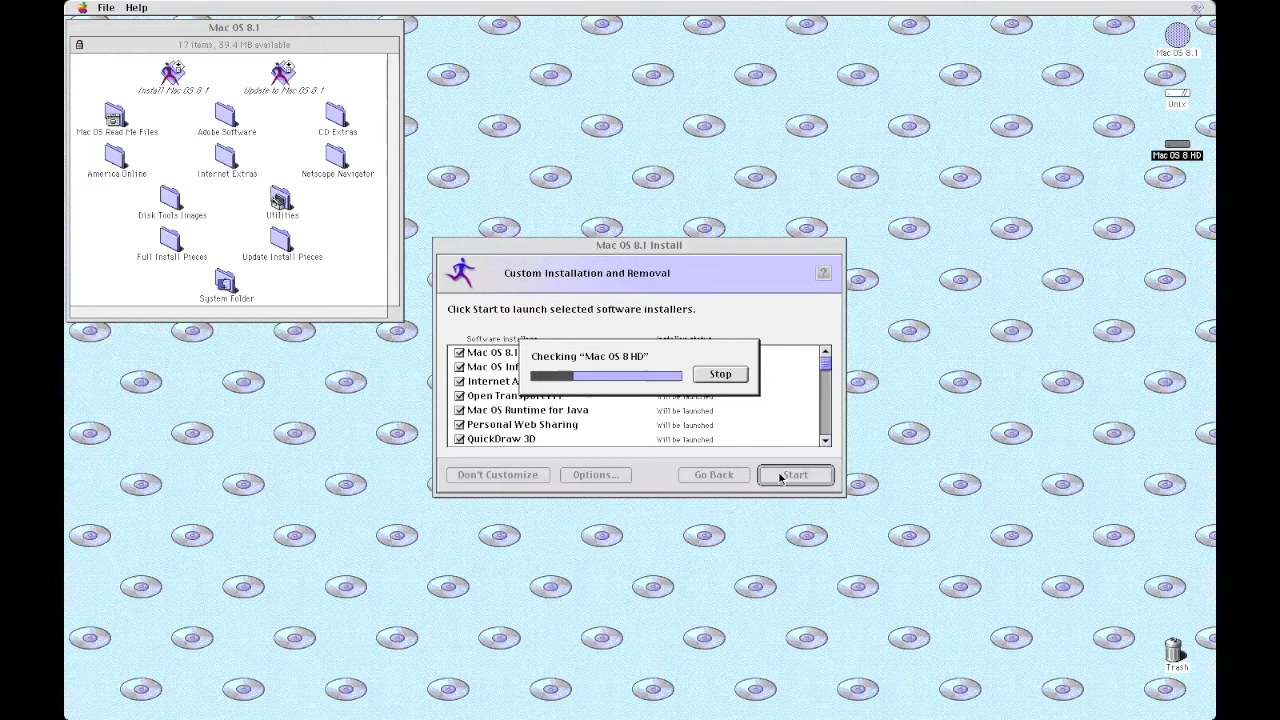 File Help
Mac OS 8.1
17 items, 39.4 MB available
Install Mac OS 8.1 Update to Mac OS 8.1
Mac OS Read Me Files Adobe Software CD Extras
America Online Internet Extras Netscape Navigator
Disk Tools Images Utilities
Full Install Pieces Update Install Pieces
System Folder
Mac OS 8.1
Unix
Mac OS 8 HD
Mac OS 8.1 Install
Custom Installation and Removal
?
Click Start to launch selected software installers.
Software
Mac OS 8.1
Checking “Mac OS 8 HD”
Stop
Mac OS
Internet
Open Transport
Mac OS Runtime for Java Will be launched
Personal Web Sharing Will be launched
QuickDraw 3D Will be launched
Don't Customize Options... Go Back Start
Trash